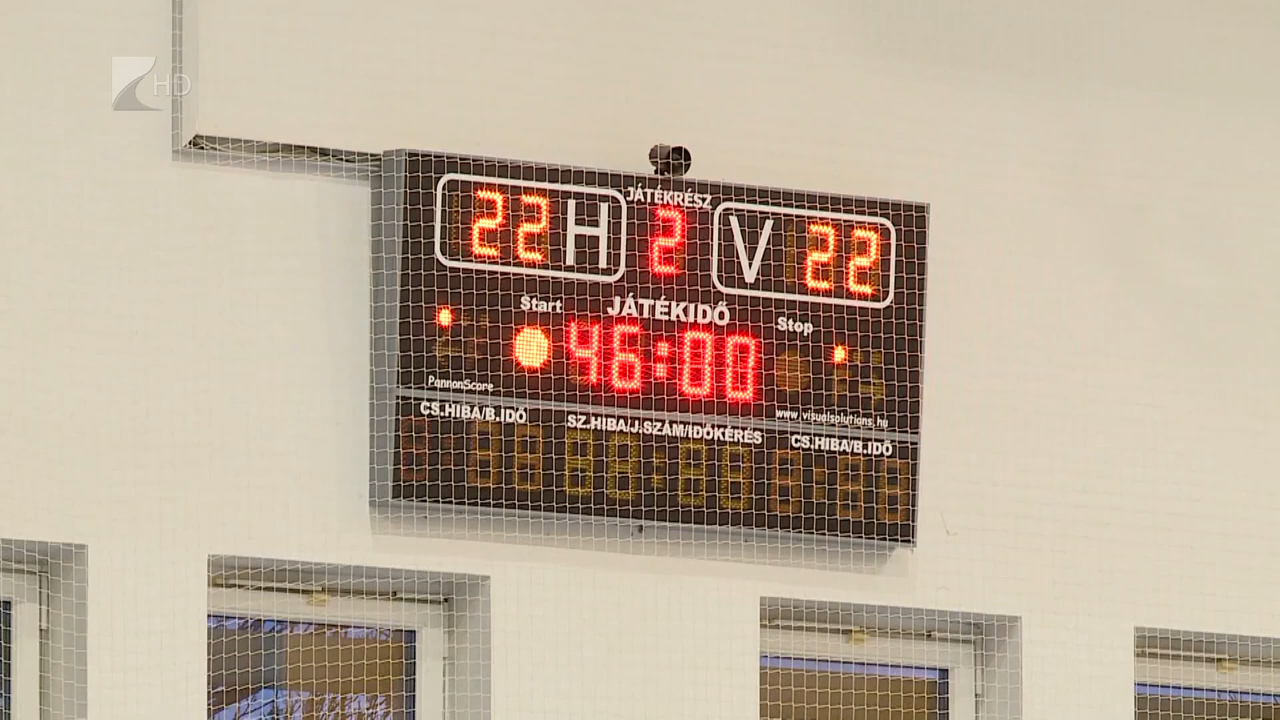 HD
JÁTÉKRÉSZ
22 H 2 V 22
Start JÁTÉKIDŐ Stop
46:00
PannonScore
www.visualsolutions.hu
CS.HIBA/B.IDŐ SZ.HIBA/J.SZÁM/IDŐKÉRÉS CS.HIBA/B.IDŐ